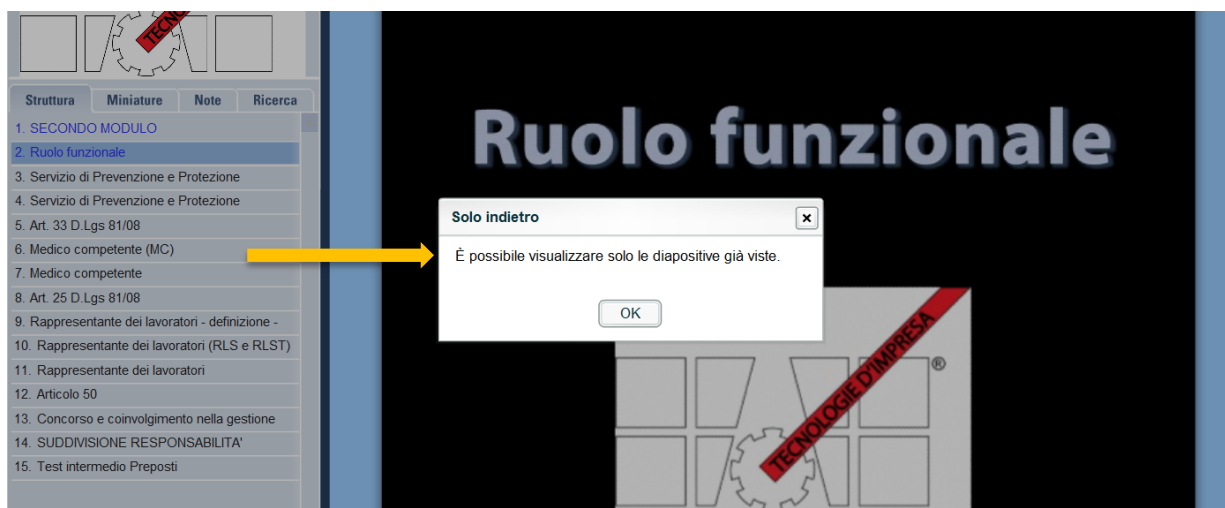 TECNO
Struttura Miniature Note Ricerca
1. SECONDO MODULO
2. Ruolo funzionale
3. Servizio di Prevenzione e Protezione
4. Servizio di Prevenzione e Protezione
5. Art. 33 D.Lgs 81/08
6. Medico competente (MC)
7. Medico competente
8. Art. 25 D.Lgs 81/08
9. Rappresentante dei lavoratori - definizione -
10. Rappresentante dei lavoratori (RLS e RLST)
11. Rappresentante dei lavoratori
12. Articolo 50
13. Concorso e coinvolgimento nella gestione
14. SUDDIVISIONE RESPONSABILITA'
15. Test intermedio Preposti
Ruolo funzionale
Solo indietro
È possibile visualizzare solo le diapositive già viste.
OK
TECNOLOGIE D'IMPRESA
®